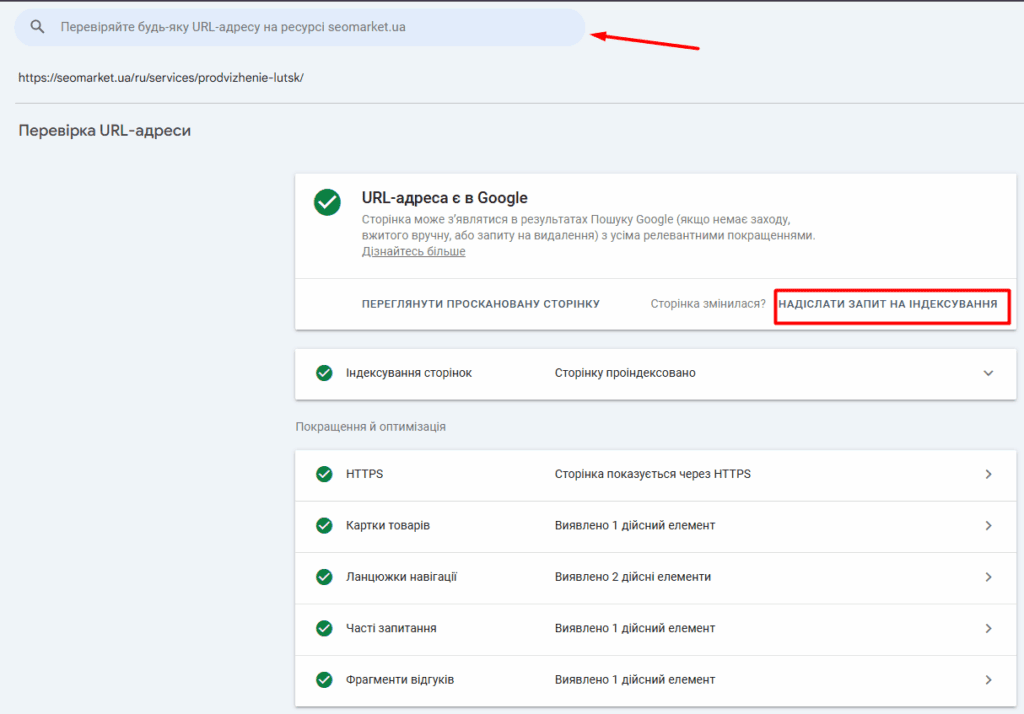 Перевіряйте будь-яку URL-адресу на ресурсі seomarket.ua
https://seomarket.ua/ru/services/prodvizhenie-lutsk/
Перевірка URL-адреси
URL-адреса є в Google
Сторінка може з'являтися в результатах Пошуку Google (якщо немає заходу,
вжитого вручну, або запиту на видалення) з усіма релевантними покращеннями.
Дізнайтесь більше
ПЕРЕГЛЯНУТИ ПРОСКАНОВАНУ СТОРІНКУ Сторінка змінилася? НАДІСЛАТИ ЗАПИТ НА ІНДЕКСУВАННЯ
Індексування сторінок Сторінку проіндексовано
Покращення й оптимізація
HTTPS Сторінка показується через HTTPS
Картки товарів Виявлено 1 дійсний елемент
Ланцюжки навігації Виявлено 2 дійсні елементи
Часті запитання Виявлено 1 дійсний елемент
Фрагменти відгуків Виявлено 1 дійсний елемент